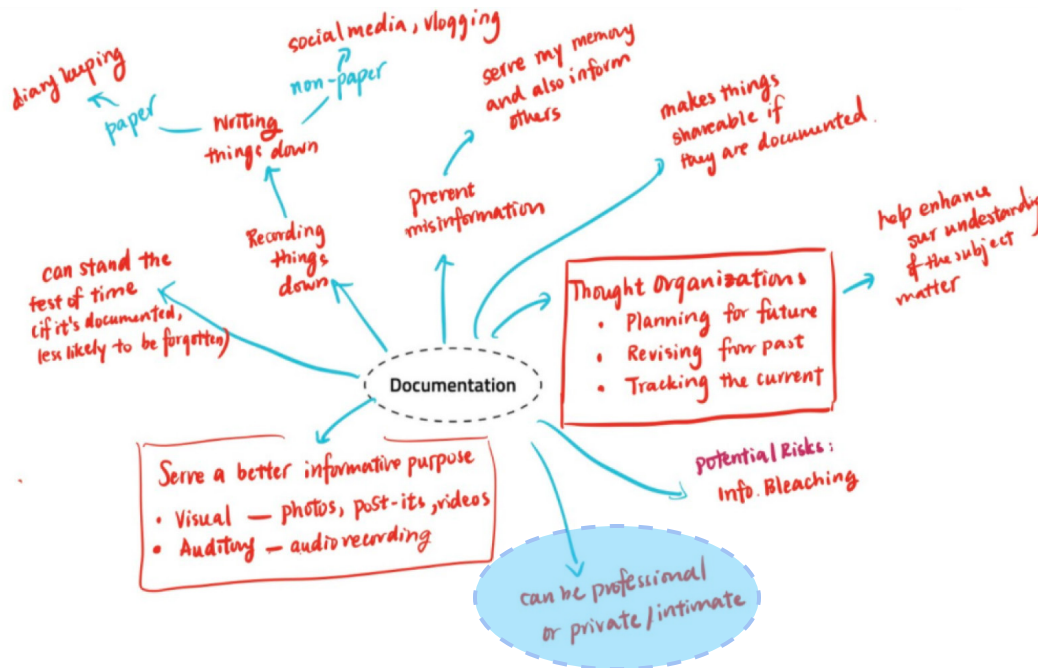 social media, vlogging
non-paper
diary keeping
paper
Writing
things down
serve my memory
and also inform
others
makes things
shareable if
they are documented.
Prevent
misinformation
Recording
things
down
can stand the
test of time
(if it's documented,
less likely to be forgotten)
Thought Organizations
• Planning for future
• Revising from past
• Tracking the current
help enhance
our undestanding
of the subject
matter
Documentation
Serve a better informative purpose
• Visual — photos, post-its, videos
• Auditory — audio recording
potential Risks:
Info. Bleaching
can be professional
or private/intimate